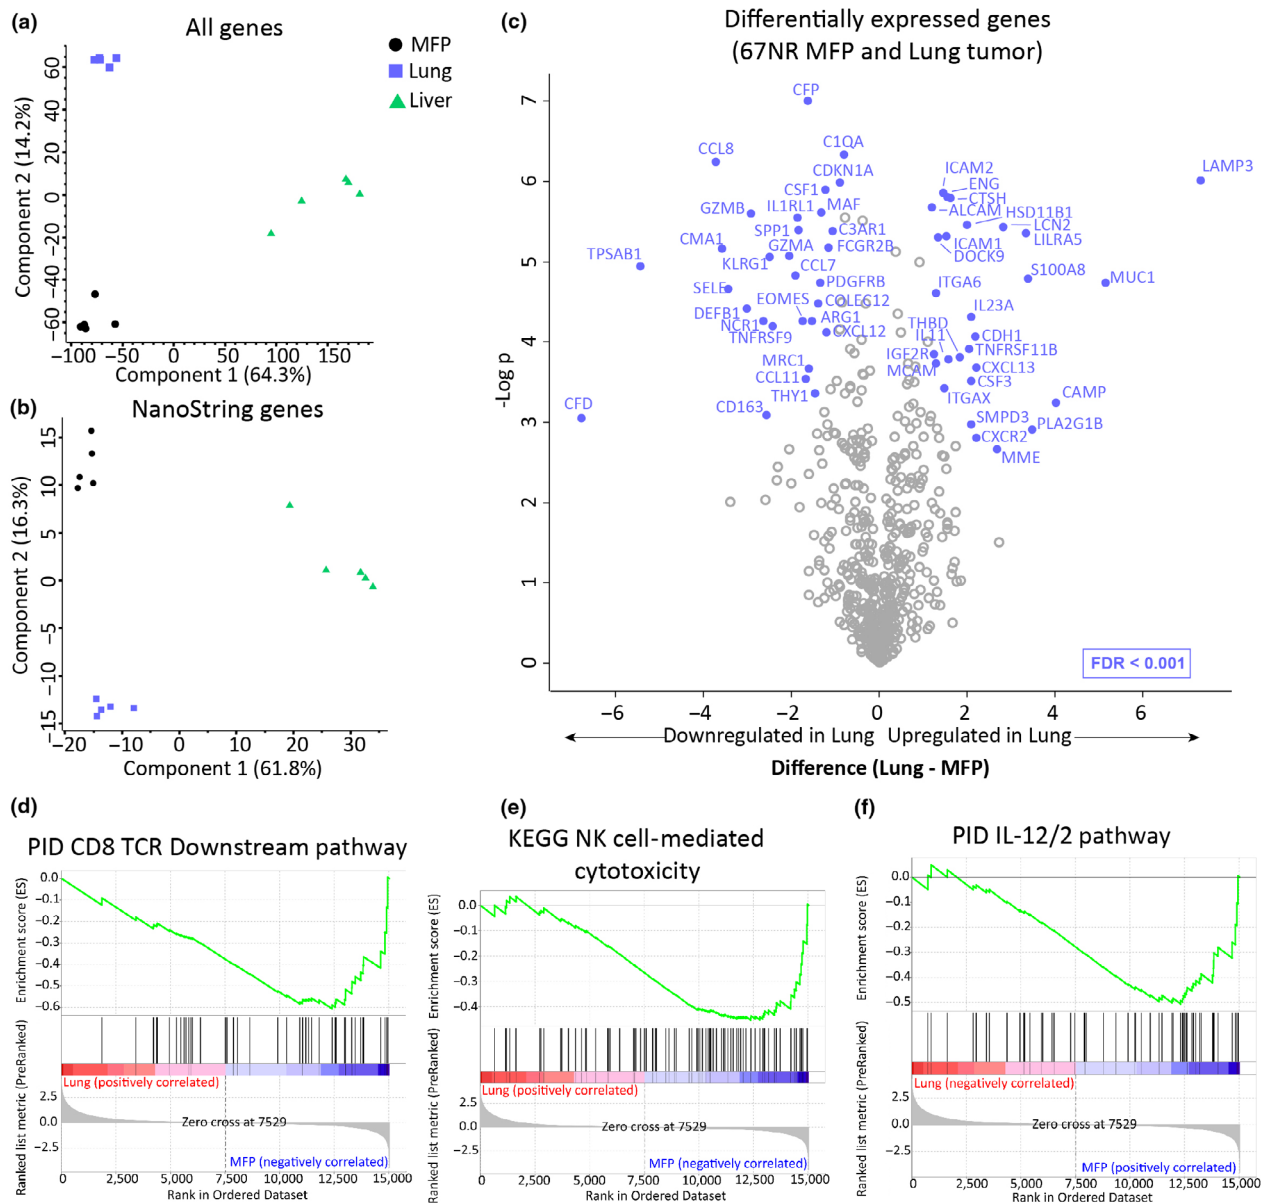 (a)
All genes
MFP
Lung
Liver
Component 2 (14.2%)
60
40
20
0
−20
−40
−60
−100 −50 0 50 100 150
Component 1 (64.3%)
(b)
NanoString genes
Component 2 (16.3%)
15
10
5
0
−5
−10
−15
−20 −10 0 10 20 30
Component 1 (61.8%)
(c)
Differentially expressed genes
(67NR MFP and Lung tumor)
-Log p
7
6
5
4
3
2
1
0
CFP
C1QA
CCL8
CDKN1A
ICAM2
LAMP3
ENG
CSF1
CTSH
GZMB
IL1RL1
MAF
ALCAM
HSD11B1
SPP1
C3AR1
LCN2
CMA1
GZMA
FCGR2B
ICAM1
LILRA5
TPSAB1
KLRG1
CCL7
DOCK9
S100A8
MUC1
SELE
PDGFRB
ITGA6
EOMES
COLEC12
IL23A
DEFB1
NCR1
ARG1
THBD
TNFRSF9
CXCL12
IL11
CDH1
MRC1
IGF2R
TNFRSF11B
CCL11
MCAM
CXCL13
THY1
CSF3
CFD
CD163
ITGAX
CAMP
SMPD3
PLA2G1B
CXCR2
MME
FDR < 0.001
−6 −4 −2 0 2 4 6
Downregulated in Lung Upregulated in Lung
Difference (Lung - MFP)
(d)
PID CD8 TCR Downstream pathway
Enrichment score (ES)
0.0
−0.1
−0.2
−0.3
−0.4
−0.5
−0.6
Ranked list metric (PreRanked)
Lung (positively correlated)
2.5
0.0
−2.5
Zero cross at 7529
MFP (negatively correlated)
0 2,500 5,000 7,500 10,000 12,500 15,000
Rank in Ordered Dataset
(e)
KEGG NK cell-mediated
cytotoxicity
Enrichment score (ES)
0.0
−0.1
−0.2
−0.3
−0.4
Ranked list metric (PreRanked)
Lung (positively correlated)
2.5
0.0
−2.5
Zero cross at 7529
MFP (negatively correlated)
0 2,500 5,000 7,500 10,000 12,500 15,000
Rank in Ordered Dataset
(f)
PID IL-12/2 pathway
Enrichment score (ES)
0.0
−0.1
−0.2
−0.3
−0.4
−0.5
Ranked list metric (PreRanked)
Lung (negatively correlated)
2.5
0.0
−2.5
Zero cross at 7529
MFP (positively correlated)
0 2,500 5,000 7,500 10,000 12,500 15,000
Rank in Ordered Dataset